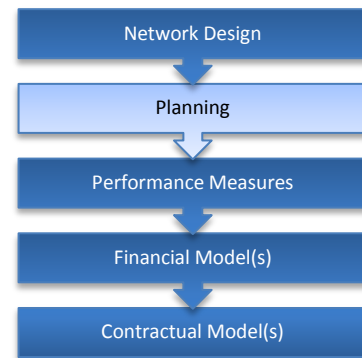 Network Design
Planning
Performance Measures
Financial Model(s)
Contractual Model(s)